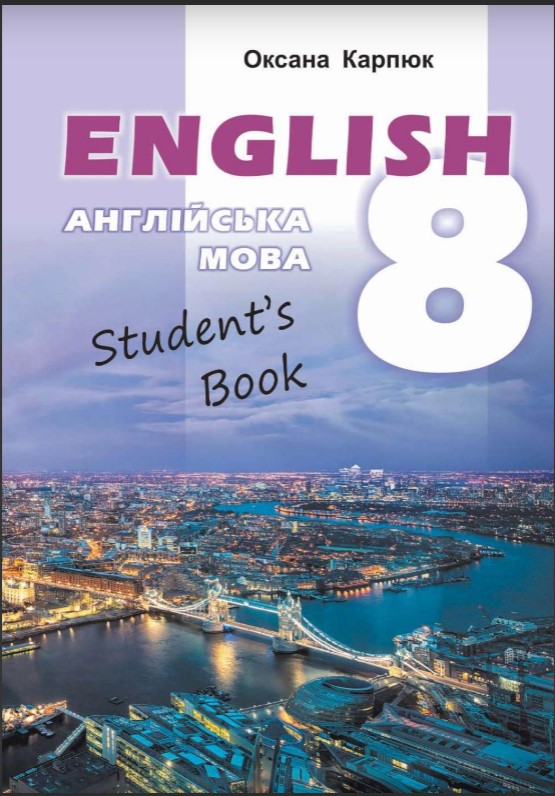 Оксана Карпюк
ENGLISH
8
АНГЛІЙСЬКА
МОВА
Student's
Book